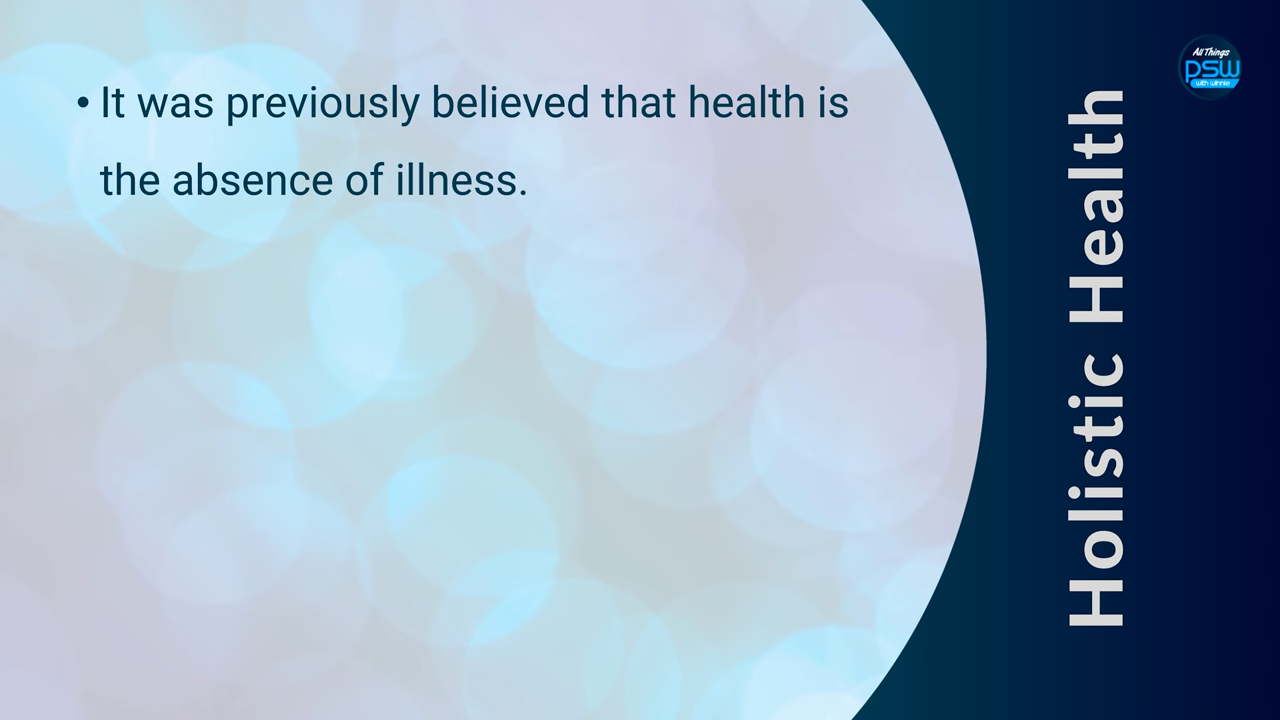 • It was previously believed that health is
the absence of illness.
Holistic Health
All Things
PSW
with winnie